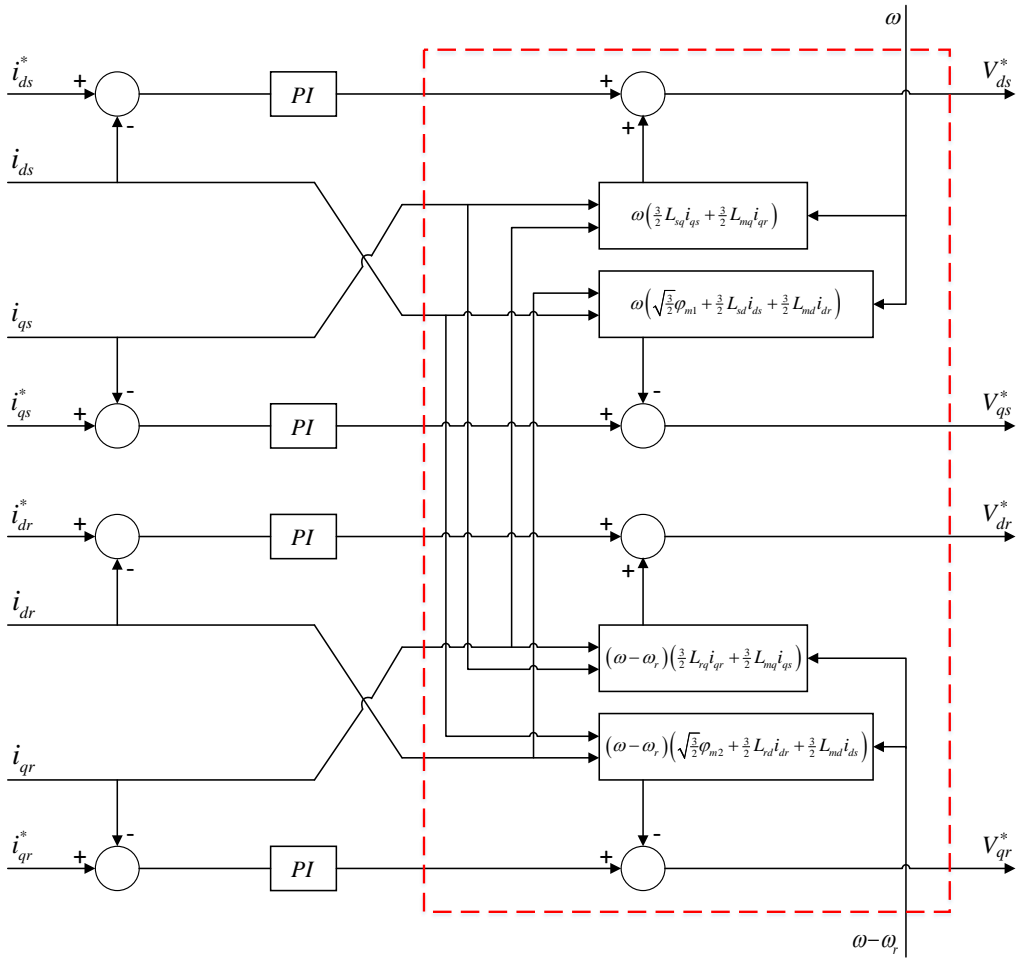 ω
i*ds + - PI + + V*ds
ids
ω(3/2 Lsq iqs + 3/2 Lmq iqr)
ω(√3/2 φm1 + 3/2 Lsd ids + 3/2 Lmd idr)
iqs
i*qs + - PI + - V*qs
i*dr + - PI + + V*dr
idr
(ω−ωr)(3/2 Lrq iqr + 3/2 Lmq iqs)
(ω−ωr)(√3/2 φm2 + 3/2 Lrd idr + 3/2 Lmd ids)
iqr
i*qr + - PI + - V*qr
ω−ωr